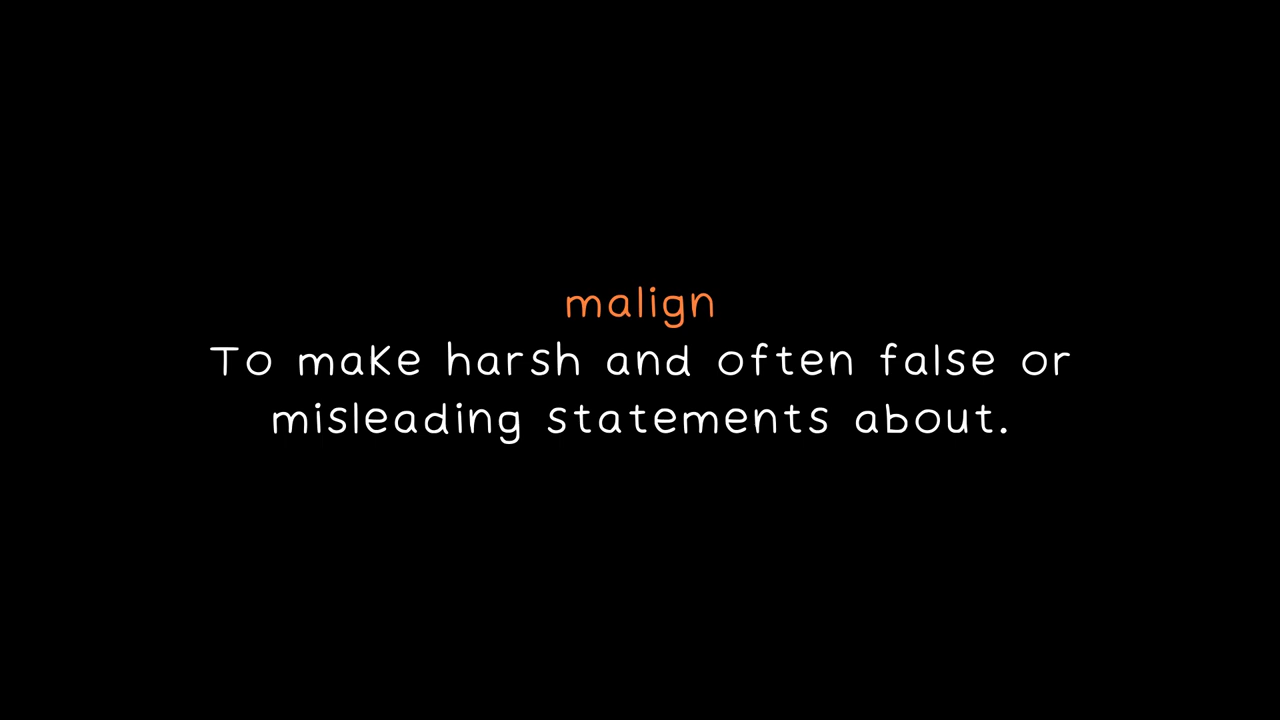 malign
To make harsh and often false or
misleading statements about.